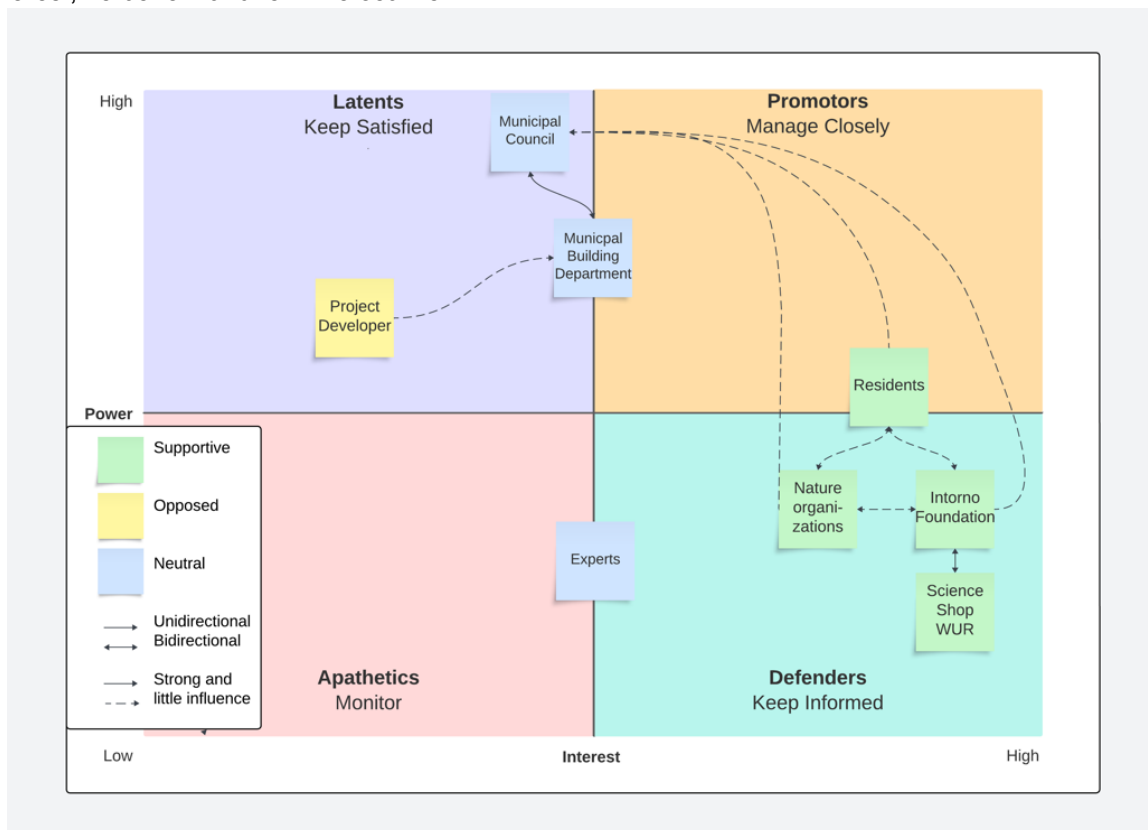 High
Latents
Keep Satisfied
Promotors
Manage Closely
Municipal
Council
Municpal
Building
Department
Project
Developer
Residents
Power
Supportive
Opposed
Neutral
Unidirectional
Bidirectional
Strong and
little influence
Nature
organi-
zations
Intorno
Foundation
Experts
Science
Shop
WUR
Apathetics
Monitor
Defenders
Keep Informed
Low
Interest
High